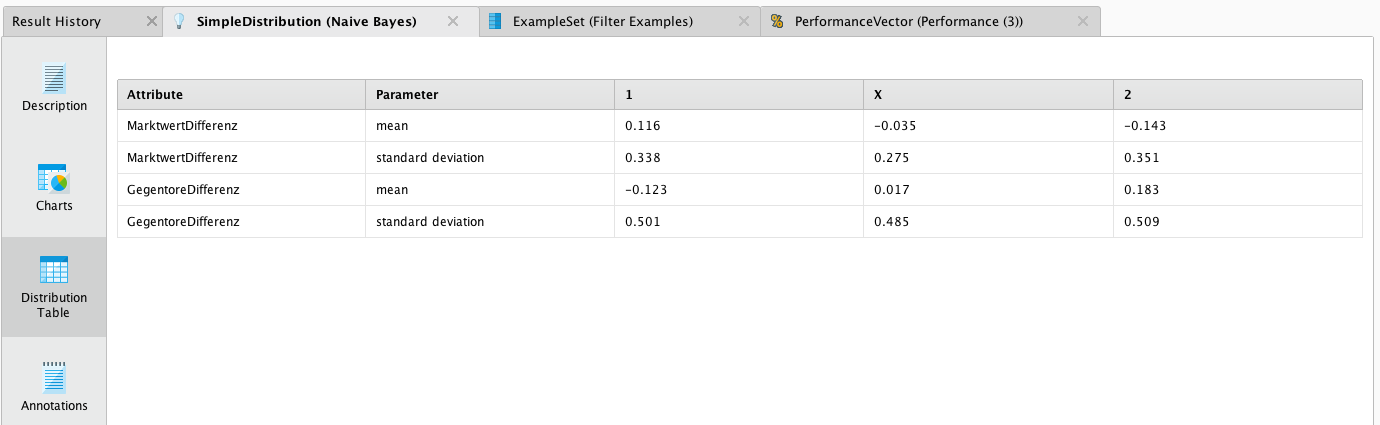 Result History
SimpleDistribution (Naive Bayes)
ExampleSet (Filter Examples)
PerformanceVector (Performance (3))
Description
Charts
Distribution
Table
Annotations
Attribute Parameter 1 X 2
MarktwertDifferenz mean 0.116 −0.035 −0.143
MarktwertDifferenz standard deviation 0.338 0.275 0.351
GegentoreDifferenz mean −0.123 0.017 0.183
GegentoreDifferenz standard deviation 0.501 0.485 0.509